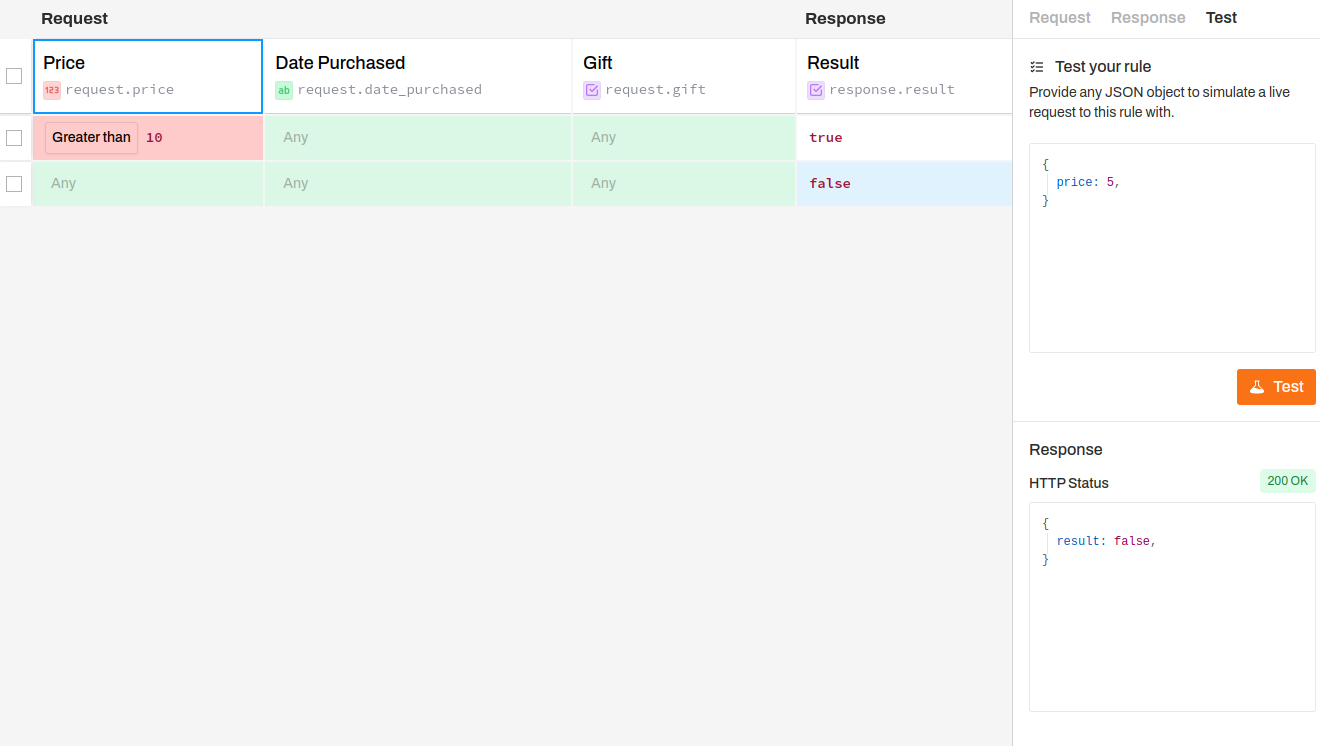 Request
Response
Price
Date Purchased
Gift
Result
123 request.price
ab request.date_purchased
request.gift
response.result
Greater than 10
Any
Any
true
Any
Any
Any
false
Request Response Test
Test your rule
Provide any JSON object to simulate a live
request to this rule with.
{
price: 5,
}
Test
Response
HTTP Status
200 OK
{
result: false,
}